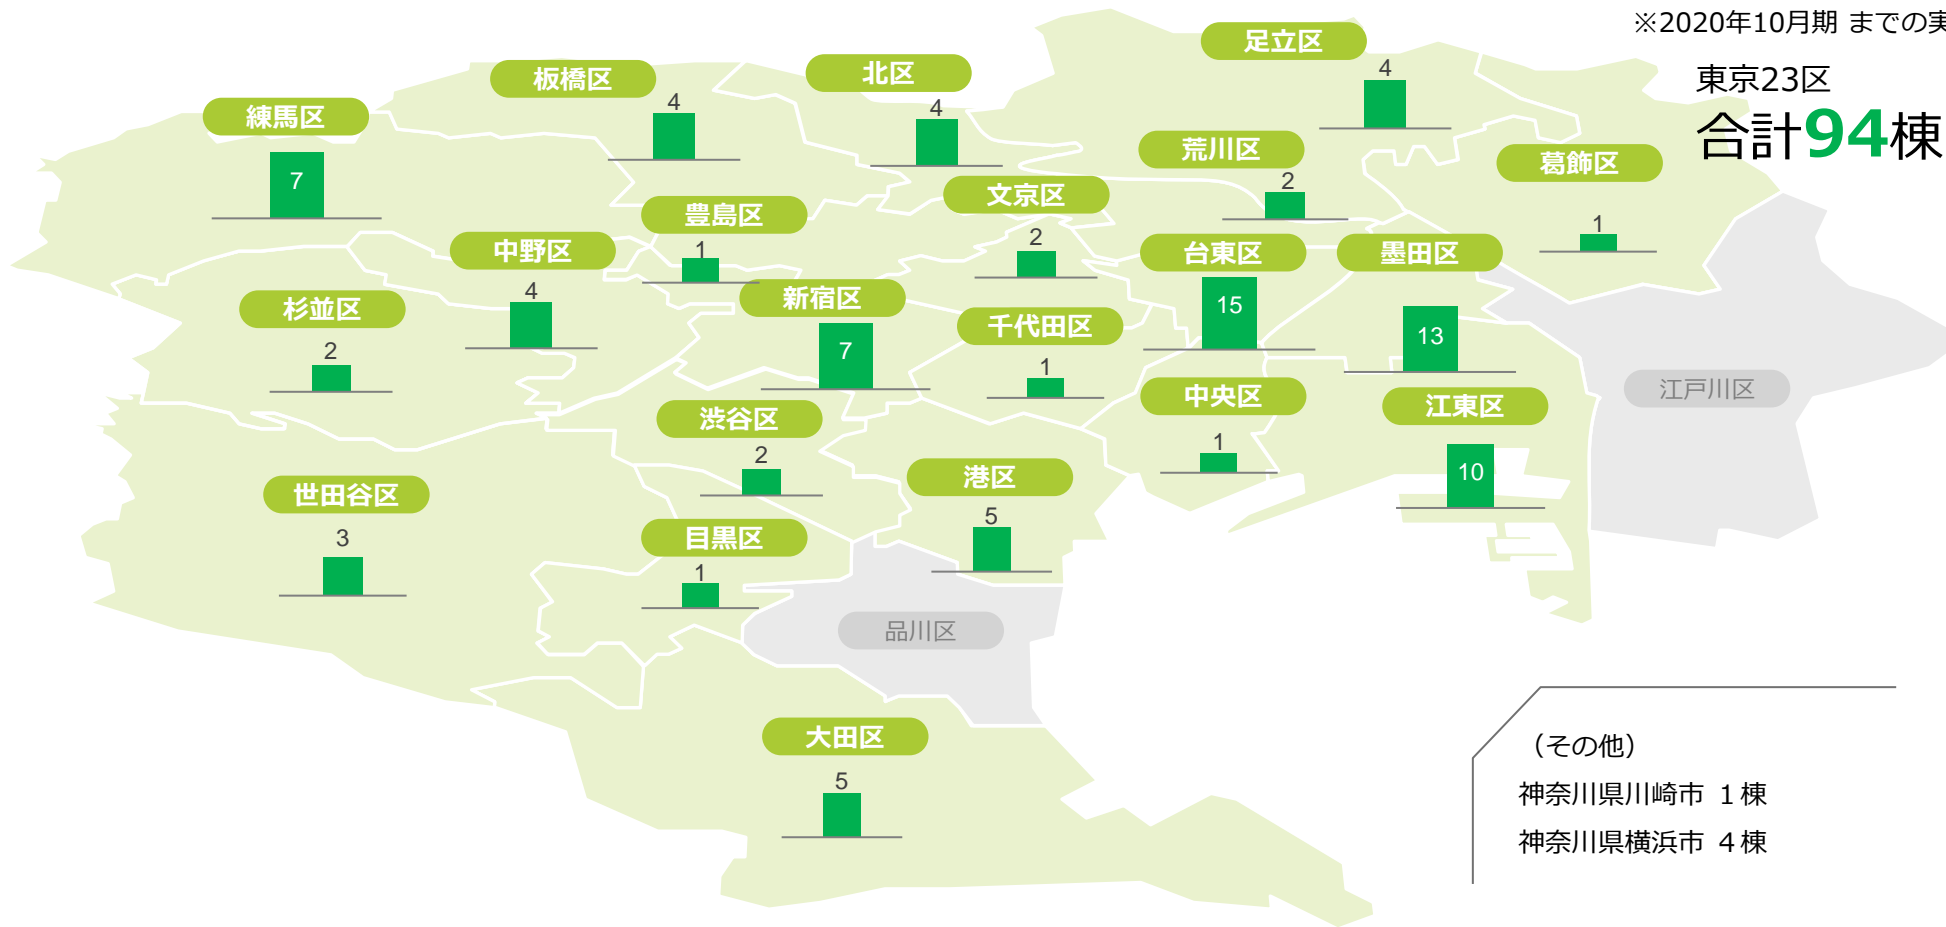 ※2020年10月期 までの実
東京23区
合計94棟
足立区
4
板橋区
4
北区
4
練馬区
7
荒川区
2
葛飾区
1
文京区
2
豊島区
1
中野区
4
台東区
15
墨田区
13
新宿区
7
杉並区
2
千代田区
1
江戸川区
中央区
1
江東区
10
渋谷区
2
港区
5
世田谷区
3
目黒区
1
品川区
大田区
5
（その他）
神奈川県川崎市 １棟
神奈川県横浜市 ４棟